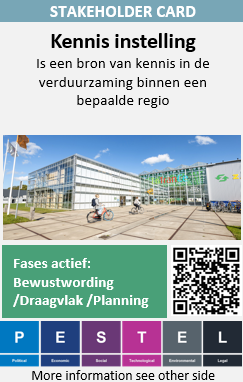 STAKEHOLDER CARD
Kennis instelling
Is een bron van kennis in de
verduurzaming binnen een
bepaalde regio
Fases actief:
Bewustwording
/Draagvlak /Planning
P E S T E L
Political Economic Social Technological Environmental Legal
More information see other side